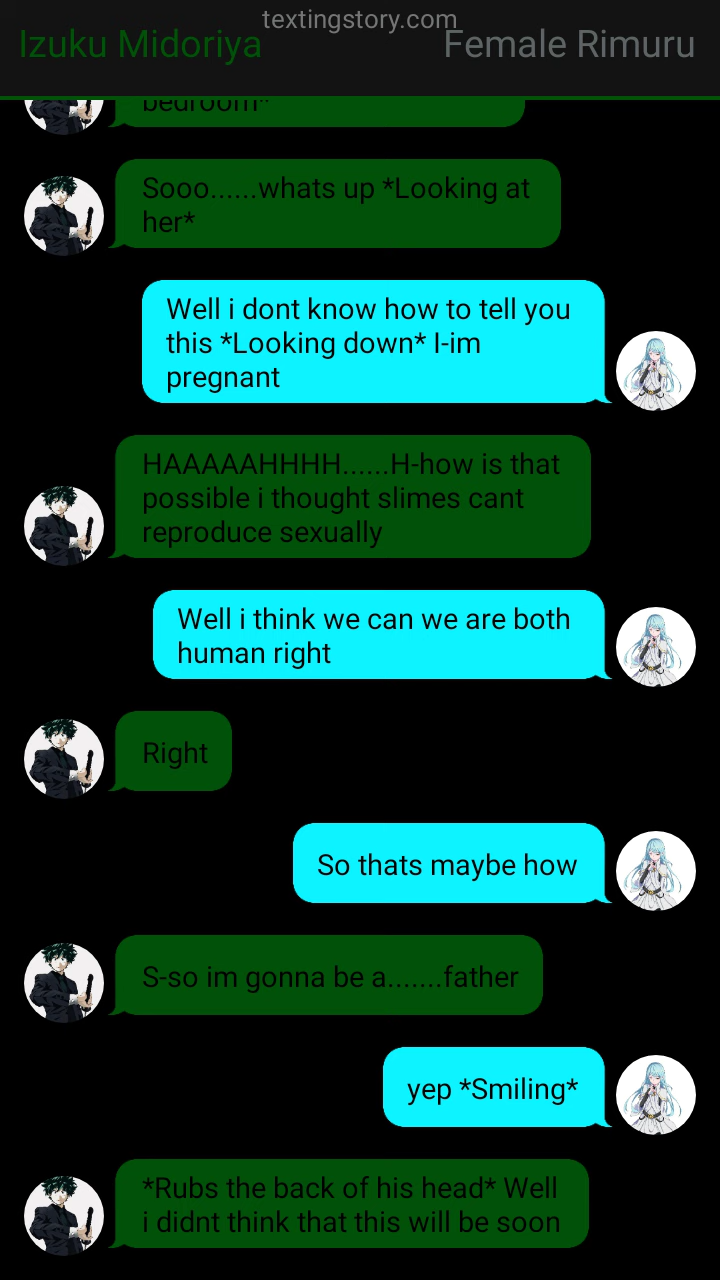 textingstory.com
Izuku Midoriya
Female Rimuru
bedroom*
Sooo......whats up *Looking at
her*
Well i dont know how to tell you
this *Looking down* I-im
pregnant
HAAAAAHHHH......H-how is that
possible i thought slimes cant
reproduce sexually
Well i think we can we are both
human right
Right
So thats maybe how
S-so im gonna be a.......father
yep *Smiling*
*Rubs the back of his head* Well
i didnt think that this will be soon